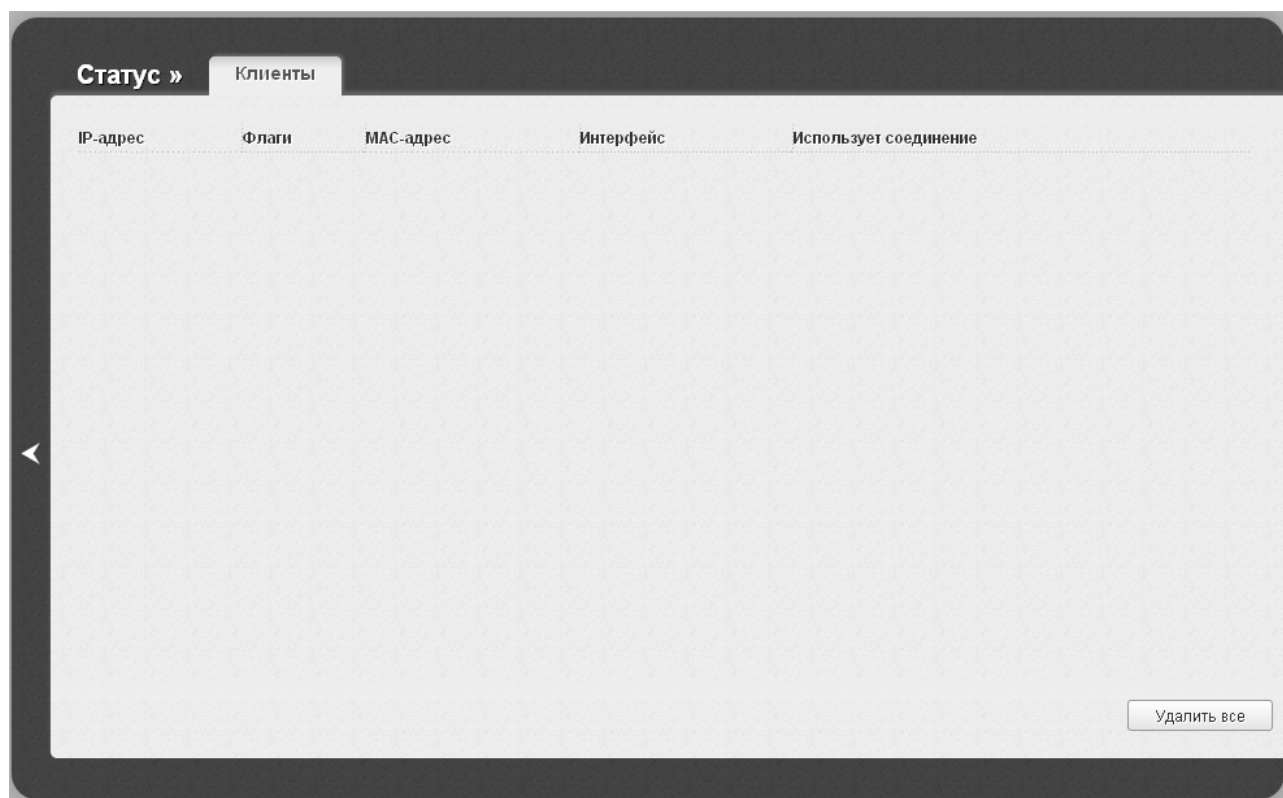 Статус » Клиенты
IP-адрес Флаги MAC-адрес Интерфейс Использует соединение
Удалить все